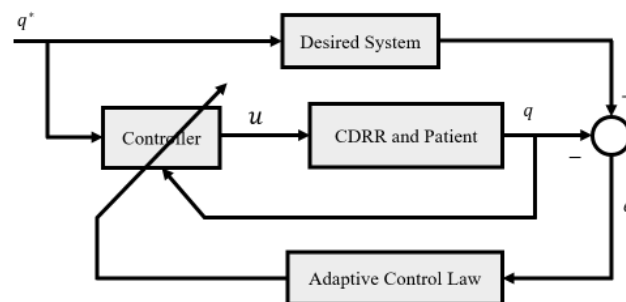 q*
Desired System
Controller
u
CDRR and Patient
q
−
Adaptive Control Law